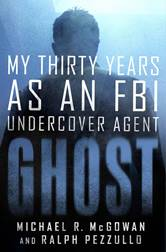 MY THIRTY YEARS
AS AN FBI
UNDERCOVER AGENT
GHOST
MICHAEL R. McGOWAN
AND RALPH PEZZULLO